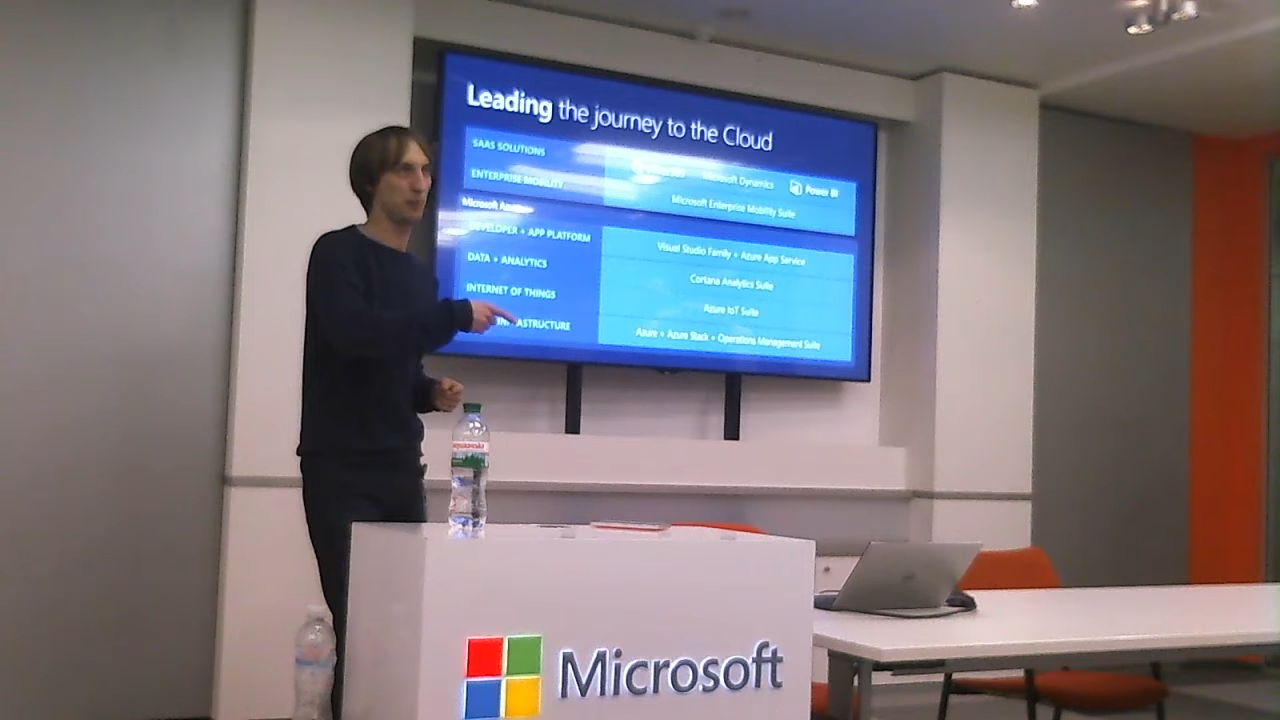 Leading the journey to the Cloud
SAAS SOLUTIONS
Microsoft Dynamics
Power BI
ENTERPRISE MOBILITY
Microsoft Enterprise Mobility Suite
Microsoft
DEVELOPER + APP PLATFORM
Visual Studio Family + Azure App Service
DATA + ANALYTICS
Cortana Analytics Suite
INTERNET OF THINGS
Azure IoT Suite
Azure + Azure Stack + Operations Management Suite
Microsoft